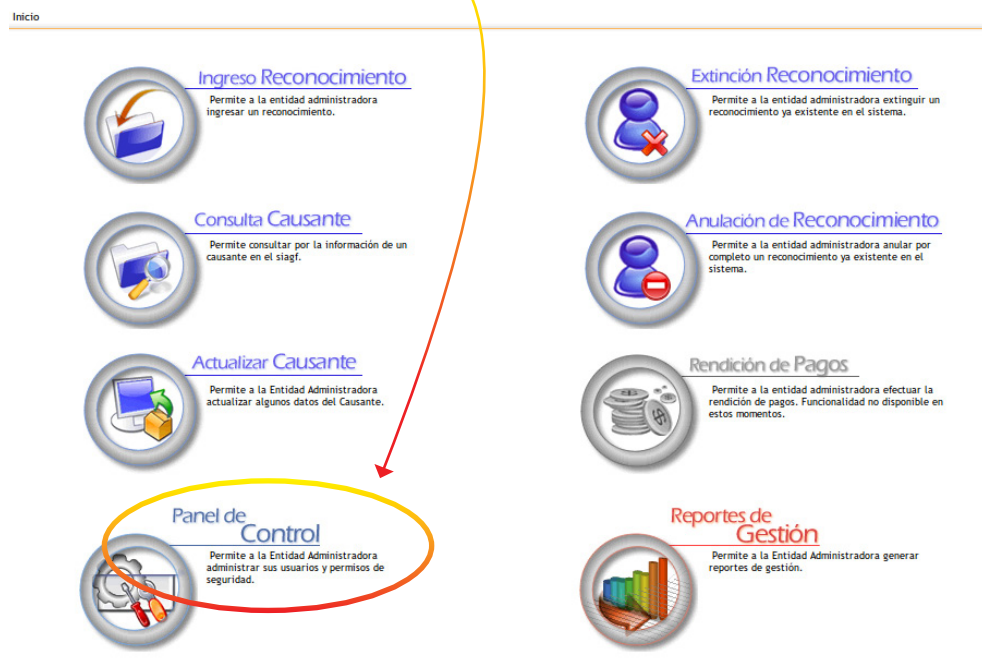 Inicio
Ingreso Reconocimiento
Permite a la entidad administradora
ingresar un reconocimiento.
Extinción Reconocimiento
Permite a la entidad administradora extinguir un
reconocimiento ya existente en el sistema.
Consulta Causante
Permite consultar por la información de un
causante en el siagf.
Anulación de Reconocimiento
Permite a la entidad administradora anular por
completo un reconocimiento ya existente en el
sistema.
Actualizar Causante
Permite a la Entidad Administradora
actualizar algunos datos del Causante.
Rendición de Pagos
Permite a la entidad administradora efectuar la
rendición de pagos. Funcionalidad no disponible en
estos momentos.
Panel de
Control
Permite a la Entidad Administradora
administrar sus usuarios y permisos de
seguridad.
Reportes de
Gestión
Permite a la Entidad Administradora generar
reportes de gestión.